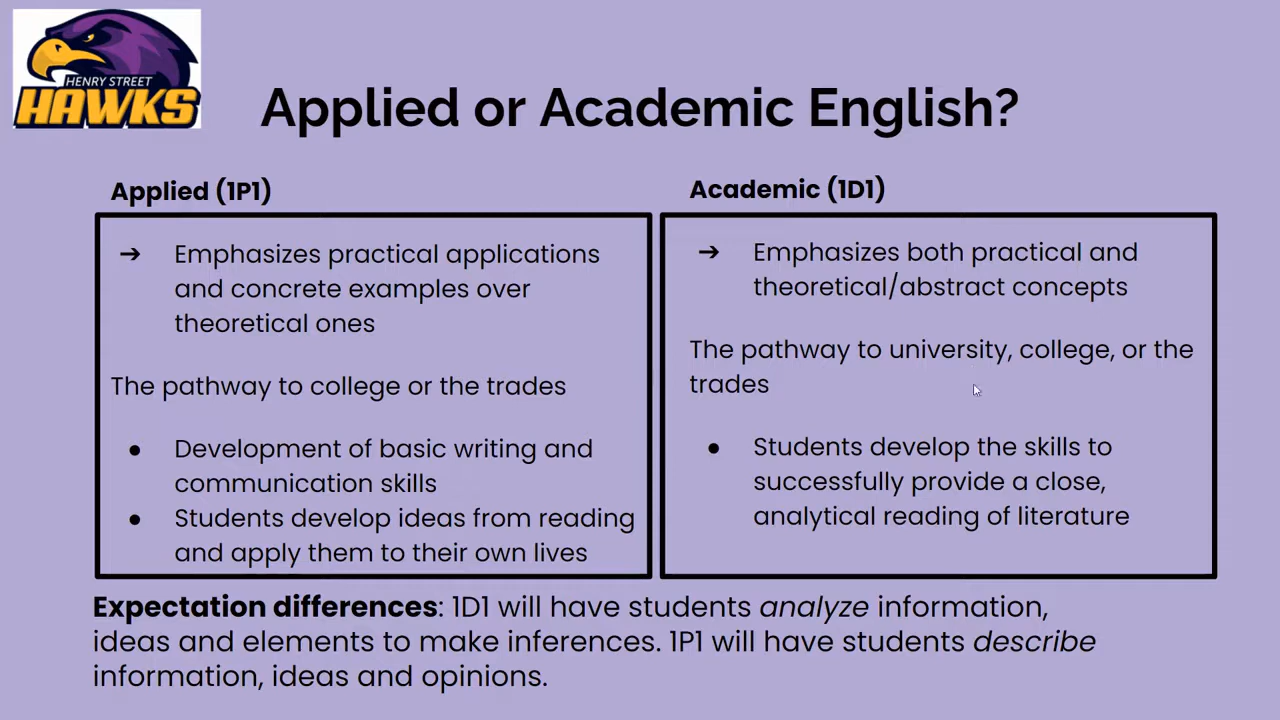 HENRY STREET
HAWKS
Applied or Academic English?
Applied (1P1)
➔ Emphasizes practical applications
and concrete examples over
theoretical ones
The pathway to college or the trades
● Development of basic writing and
communication skills
● Students develop ideas from reading
and apply them to their own lives
Academic (1D1)
➔ Emphasizes both practical and
theoretical/abstract concepts
The pathway to university, college, or the
trades
● Students develop the skills to
successfully provide a close,
analytical reading of literature
Expectation differences: 1D1 will have students analyze information,
ideas and elements to make inferences. 1P1 will have students describe
information, ideas and opinions.